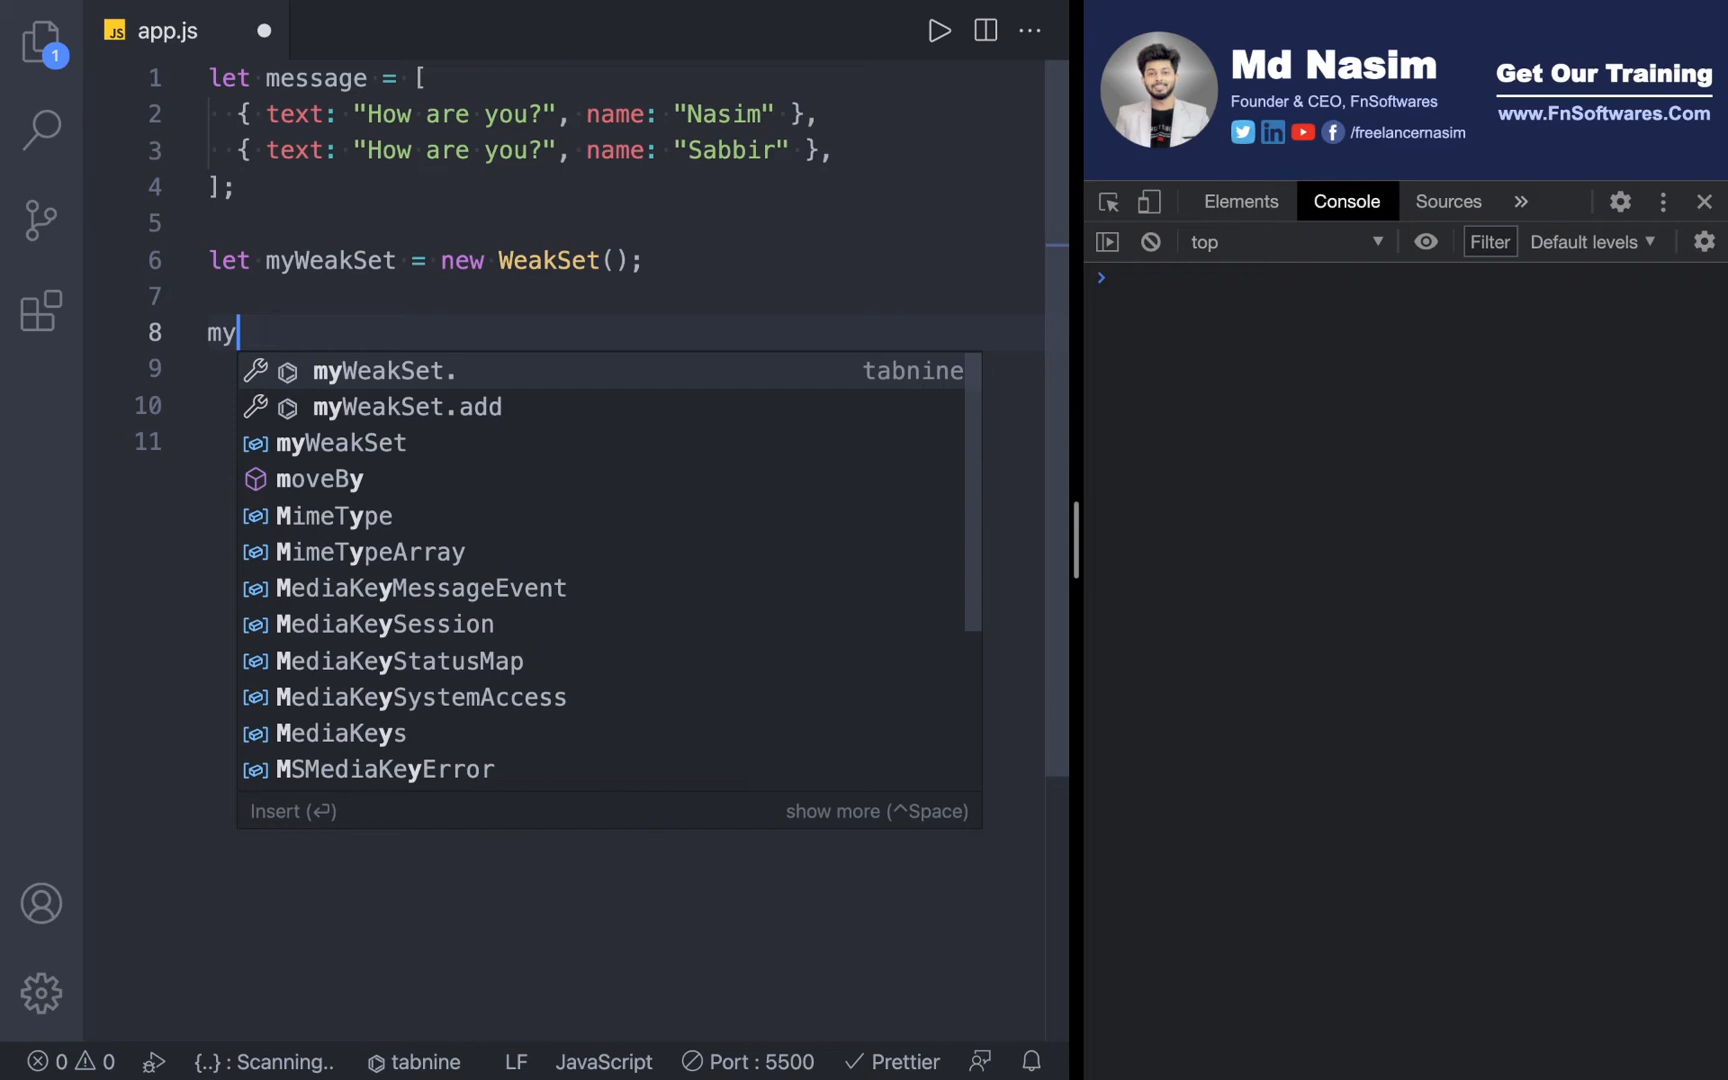 JS app.js
1
1 let message = [
2 { text: "How are you?", name: "Nasim" },
3 { text: "How are you?", name: "Sabbir" },
4 ];
5
6 let myWeakSet = new WeakSet();
7
8 my
9
10
11
myWeakSet. tabnine
myWeakSet.add
myWeakSet
moveBy
MimeType
MimeTypeArray
MediaKeyMessageEvent
MediaKeySession
MediaKeyStatusMap
MediaKeySystemAccess
MediaKeys
MSMediaKeyError
Insert (⏎) show more (^Space)
0 0 {..} : Scanning.. tabnine LF JavaScript Port : 5500 Prettier
Md Nasim
Founder & CEO, FnSoftwares
/freelancernasim
Get Our Training
www.FnSoftwares.Com
Elements Console Sources »
top Filter Default levels